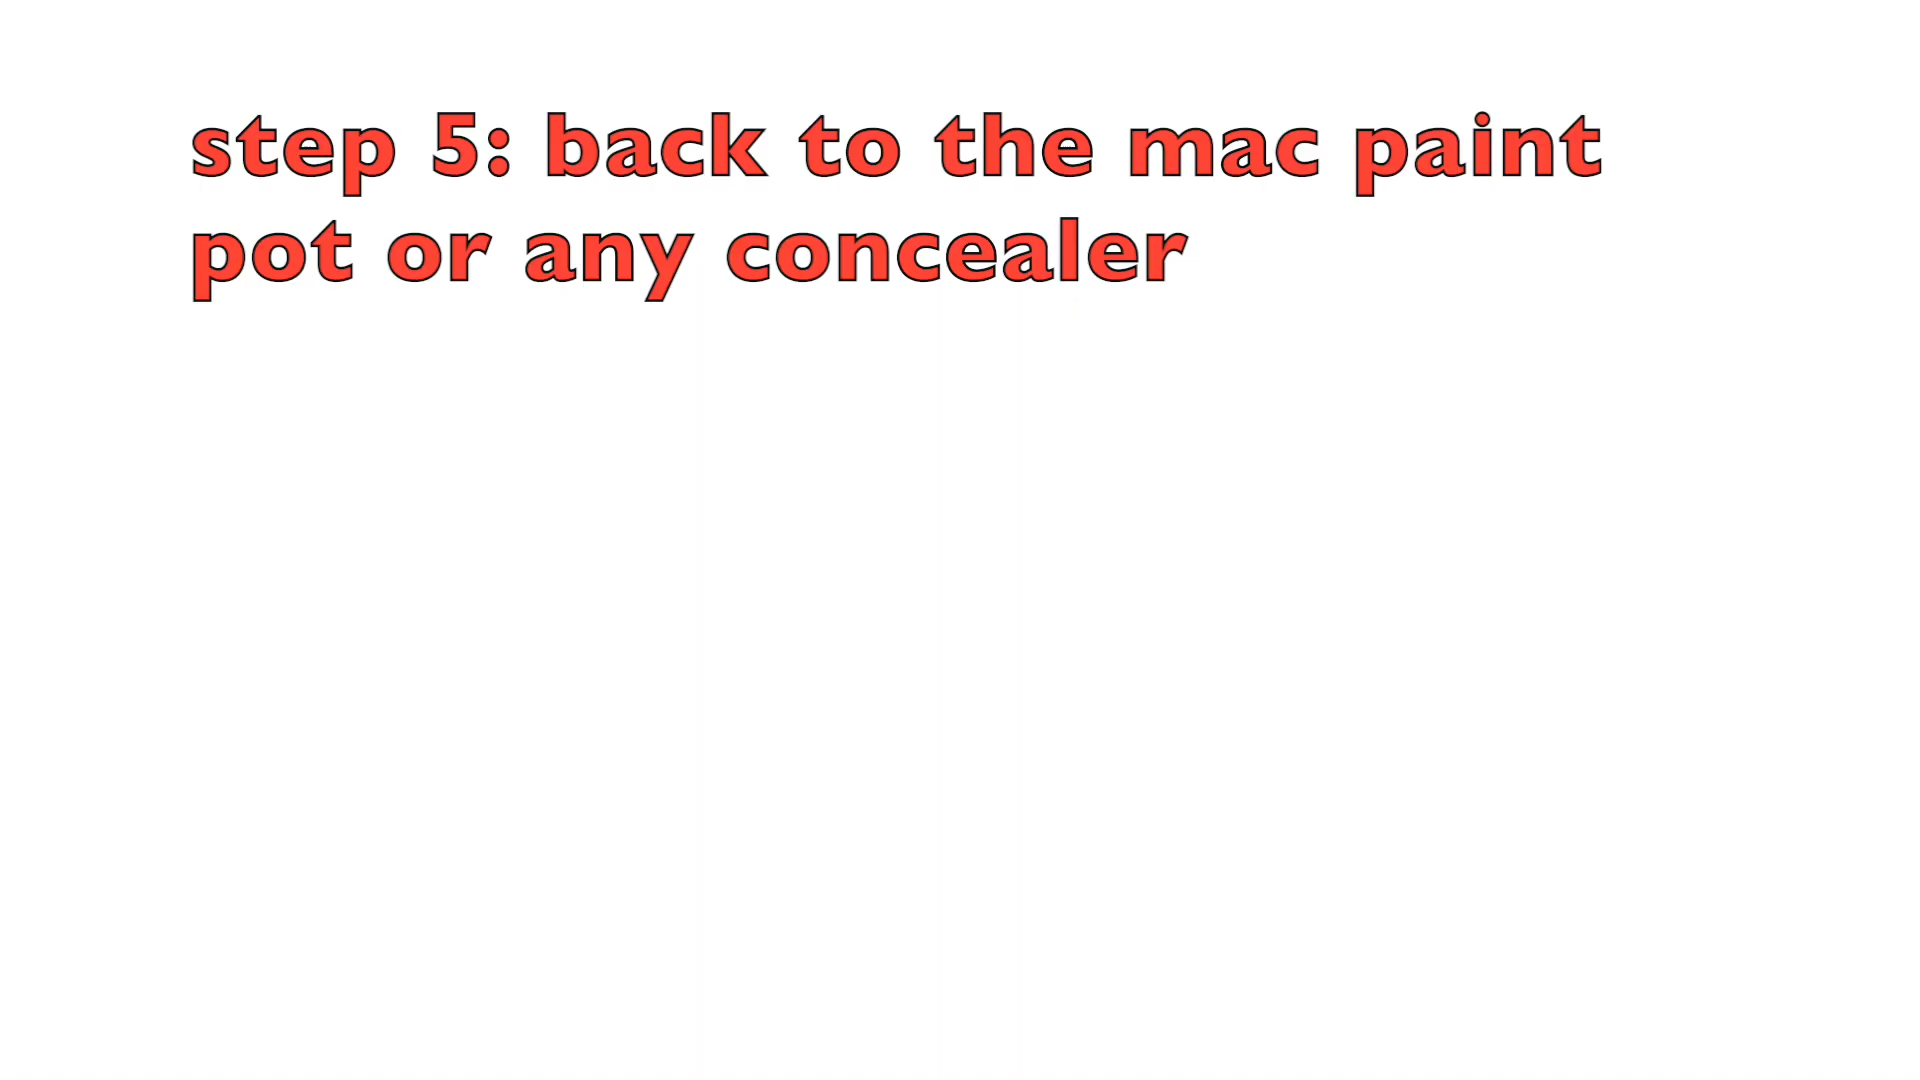 step 5: back to the mac paint
pot or any concealer